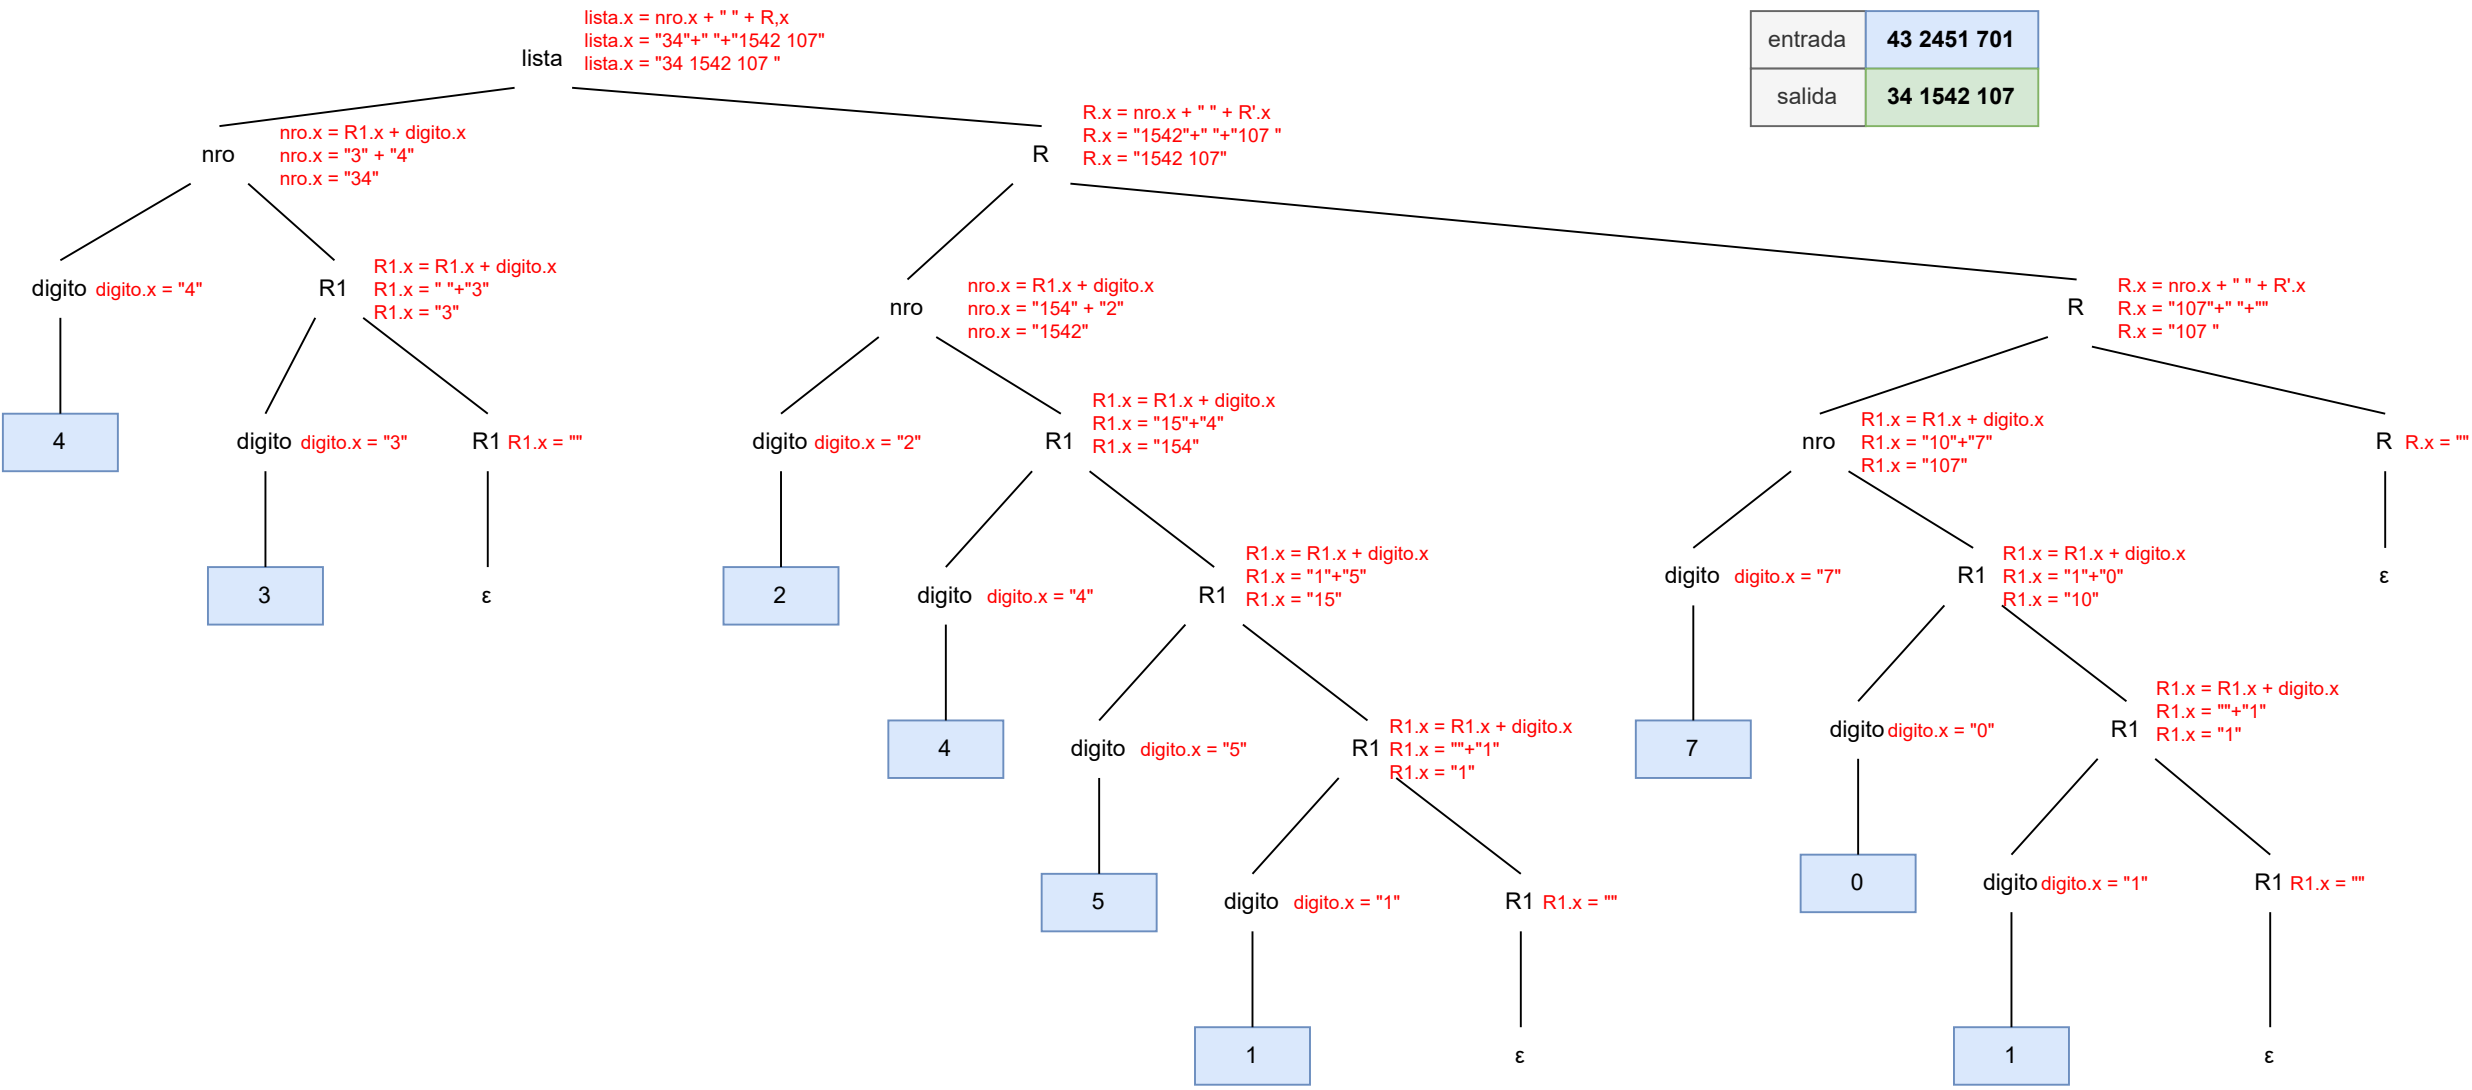 lista.x = nro.x + " " + R,x
lista.x = "34"+" "+"1542 107"
lista.x = "34 1542 107 "
lista
entrada
43 2451 701
salida
34 1542 107
nro.x = R1.x + digito.x
nro.x = "3" + "4"
nro.x = "34"
nro
R.x = nro.x + " " + R'.x
R.x = "1542"+" "+"107 "
R.x = "1542 107"
R
digito
digito.x = "4"
R1
R1.x = R1.x + digito.x
R1.x = " "+"3"
R1.x = "3"
nro
nro.x = R1.x + digito.x
nro.x = "154" + "2"
nro.x = "1542"
R
R.x = nro.x + " " + R'.x
R.x = "107"+" "+""
R.x = "107 "
4
digito
digito.x = "3"
R1
R1.x = ""
digito
digito.x = "2"
R1
R1.x = R1.x + digito.x
R1.x = "15"+"4"
R1.x = "154"
nro
R1.x = R1.x + digito.x
R1.x = "10"+"7"
R1.x = "107"
R
R.x = ""
3
ε
2
digito
digito.x = "4"
R1
R1.x = R1.x + digito.x
R1.x = "1"+"5"
R1.x = "15"
digito
digito.x = "7"
R1
R1.x = R1.x + digito.x
R1.x = "1"+"0"
R1.x = "10"
ε
4
digito
digito.x = "5"
R1
R1.x = R1.x + digito.x
R1.x = ""+"1"
R1.x = "1"
7
digito
digito.x = "0"
R1
R1.x = R1.x + digito.x
R1.x = ""+"1"
R1.x = "1"
5
digito
digito.x = "1"
R1
R1.x = ""
0
digito
digito.x = "1"
R1
R1.x = ""
1
ε
1
ε